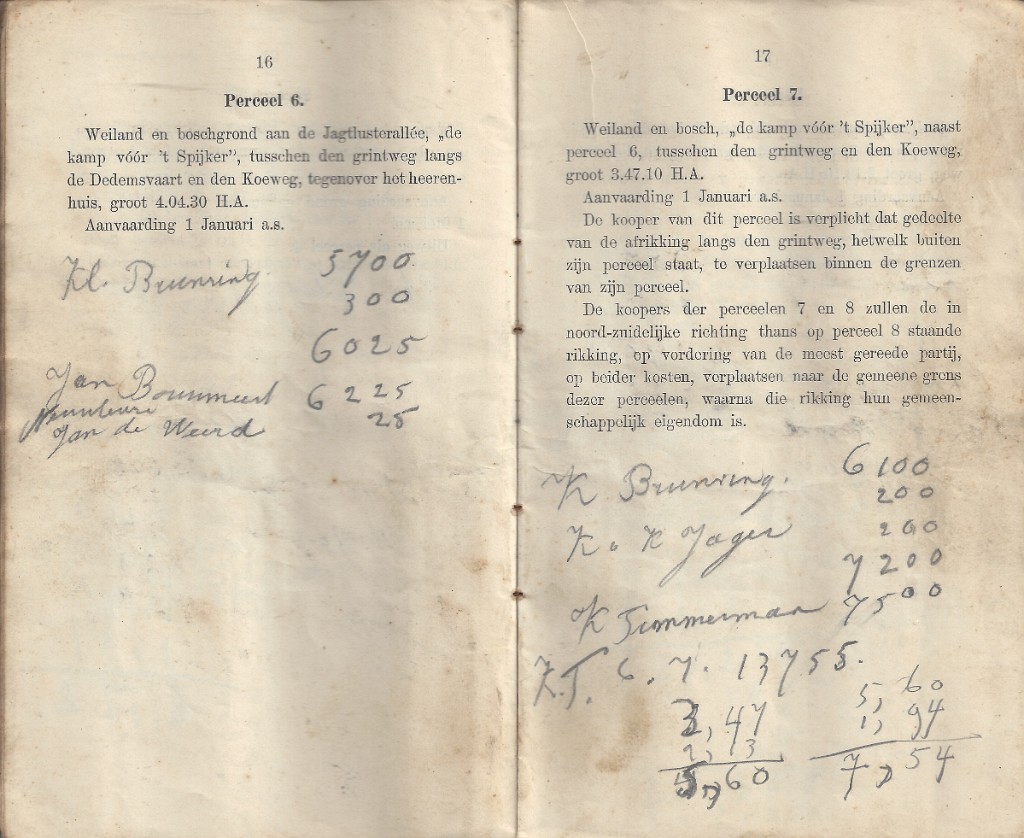 16
Perceel 6.
Weiland en boschgrond aan de Jagtlusterallée, „de
kamp vóór 't Spijker”, tusschen den grintweg langs
de Dedemsvaart en den Koeweg, tegenover het heeren-
huis, groot 4.04.30 H.A.
Aanvaarding 1 Januari a.s.
Kl. Brunring 5700
300
6025
Jan Bouwmeest 6225
Jan de Weerd 25
17
Perceel 7.
Weiland en bosch, „de kamp vóór 't Spijker”, naast
perceel 6, tusschen den grintweg en den Koeweg,
groot 3.47.10 H.A.
Aanvaarding 1 Januari a.s.
De kooper van dit perceel is verplicht dat gedeelte
van de afrikking langs den grintweg, hetwelk buiten
zijn perceel staat, te verplaatsen binnen de grenzen
van zijn perceel.
De koopers der perceelen 7 en 8 zullen de in
noord-zuidelijke richting thans op perceel 8 staande
rikking, op vordering van de meest gereede partij,
op beider kosten, verplaatsen naar de gemeene grens
dezer perceelen, waarna die rikking hun gemeen-
schappelijk eigendom is.
K Brunring. 6100
200
K. K Jager 200
7200
K Timmerman 7500
K.T. 6. 7. 13755.
3,47 5,60
2,13 1,94
5,60 7,54